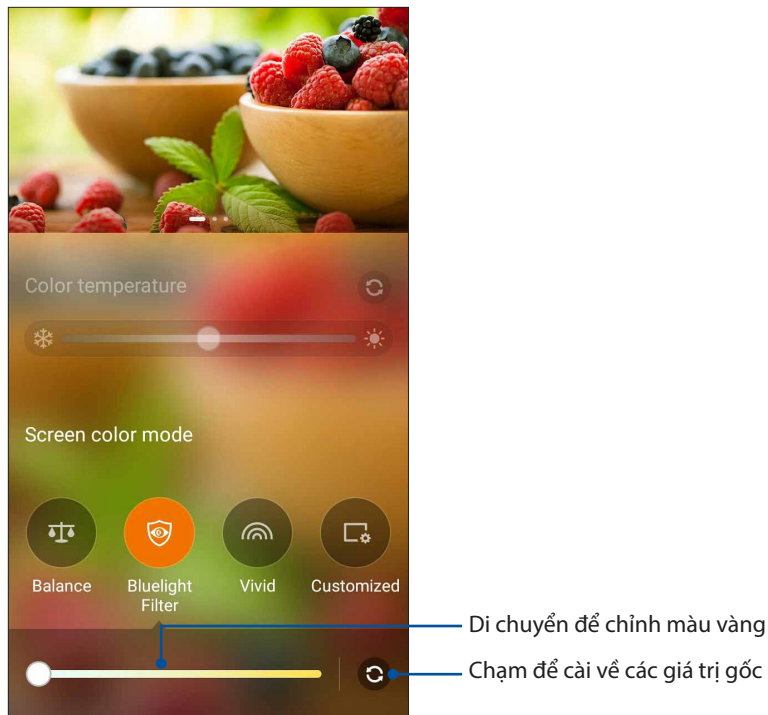 Color temperature
Screen color mode
Balance
Bluelight
Filter
Vivid
Customized
Di chuyển để chỉnh màu vàng
Chạm để cài về các giá trị gốc